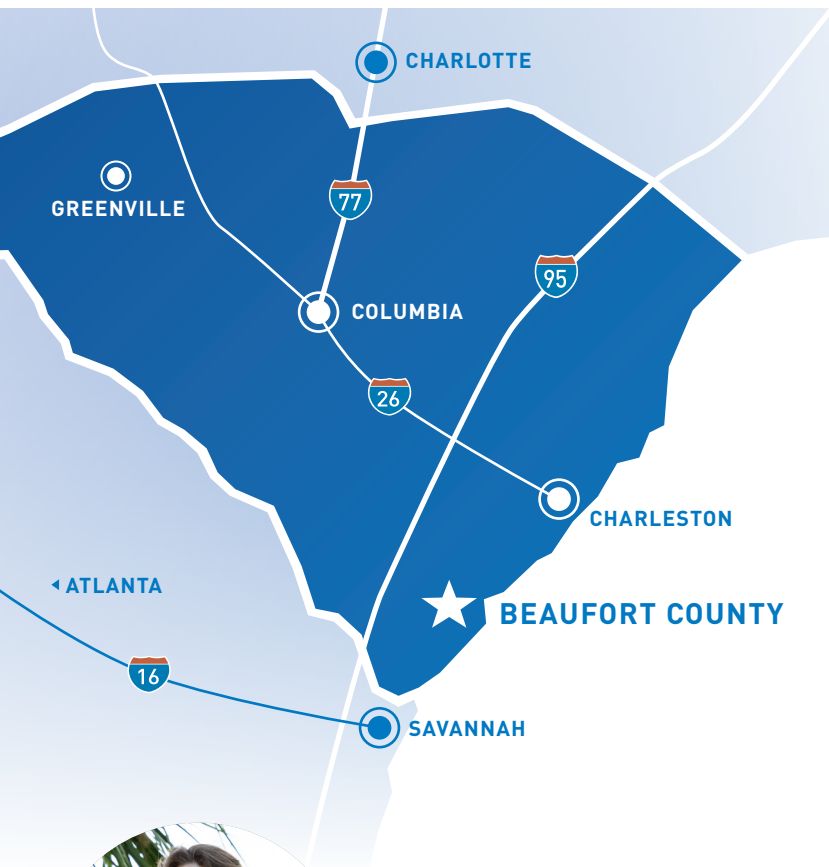 CHARLOTTE
77
GREENVILLE
95
COLUMBIA
26
CHARLESTON
ATLANTA
BEAUFORT COUNTY
16
SAVANNAH